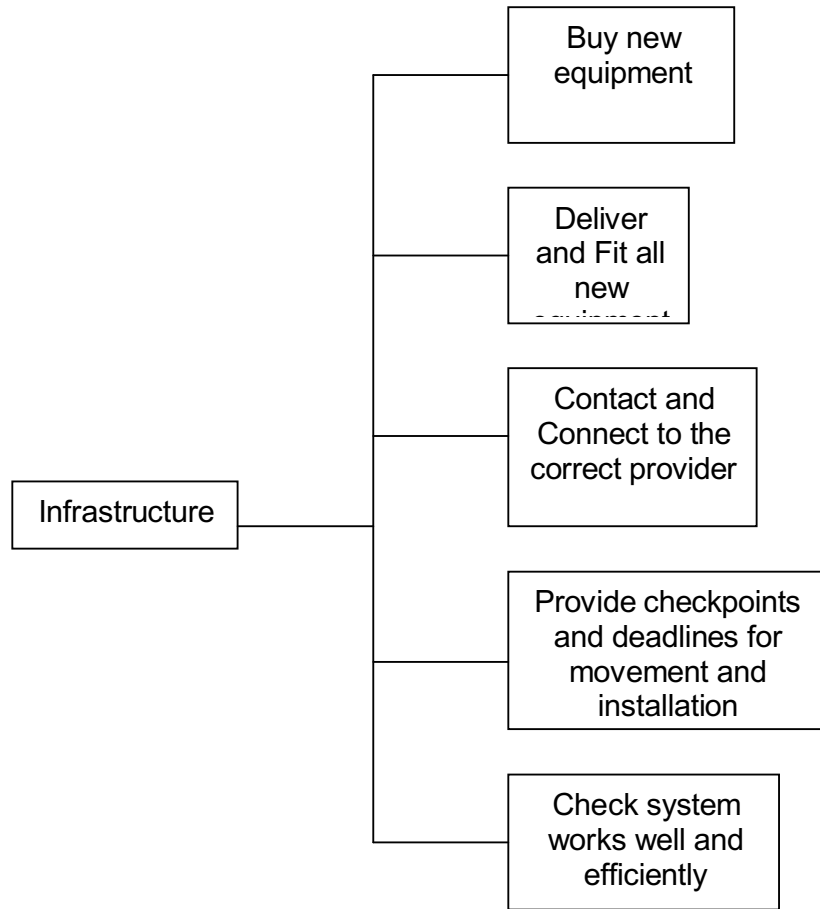 Buy new
equipment
Deliver
and Fit all
new
equipment
Contact and
Connect to the
correct provider
Infrastructure
Provide checkpoints
and deadlines for
movement and
installation
Check system
works well and
efficiently